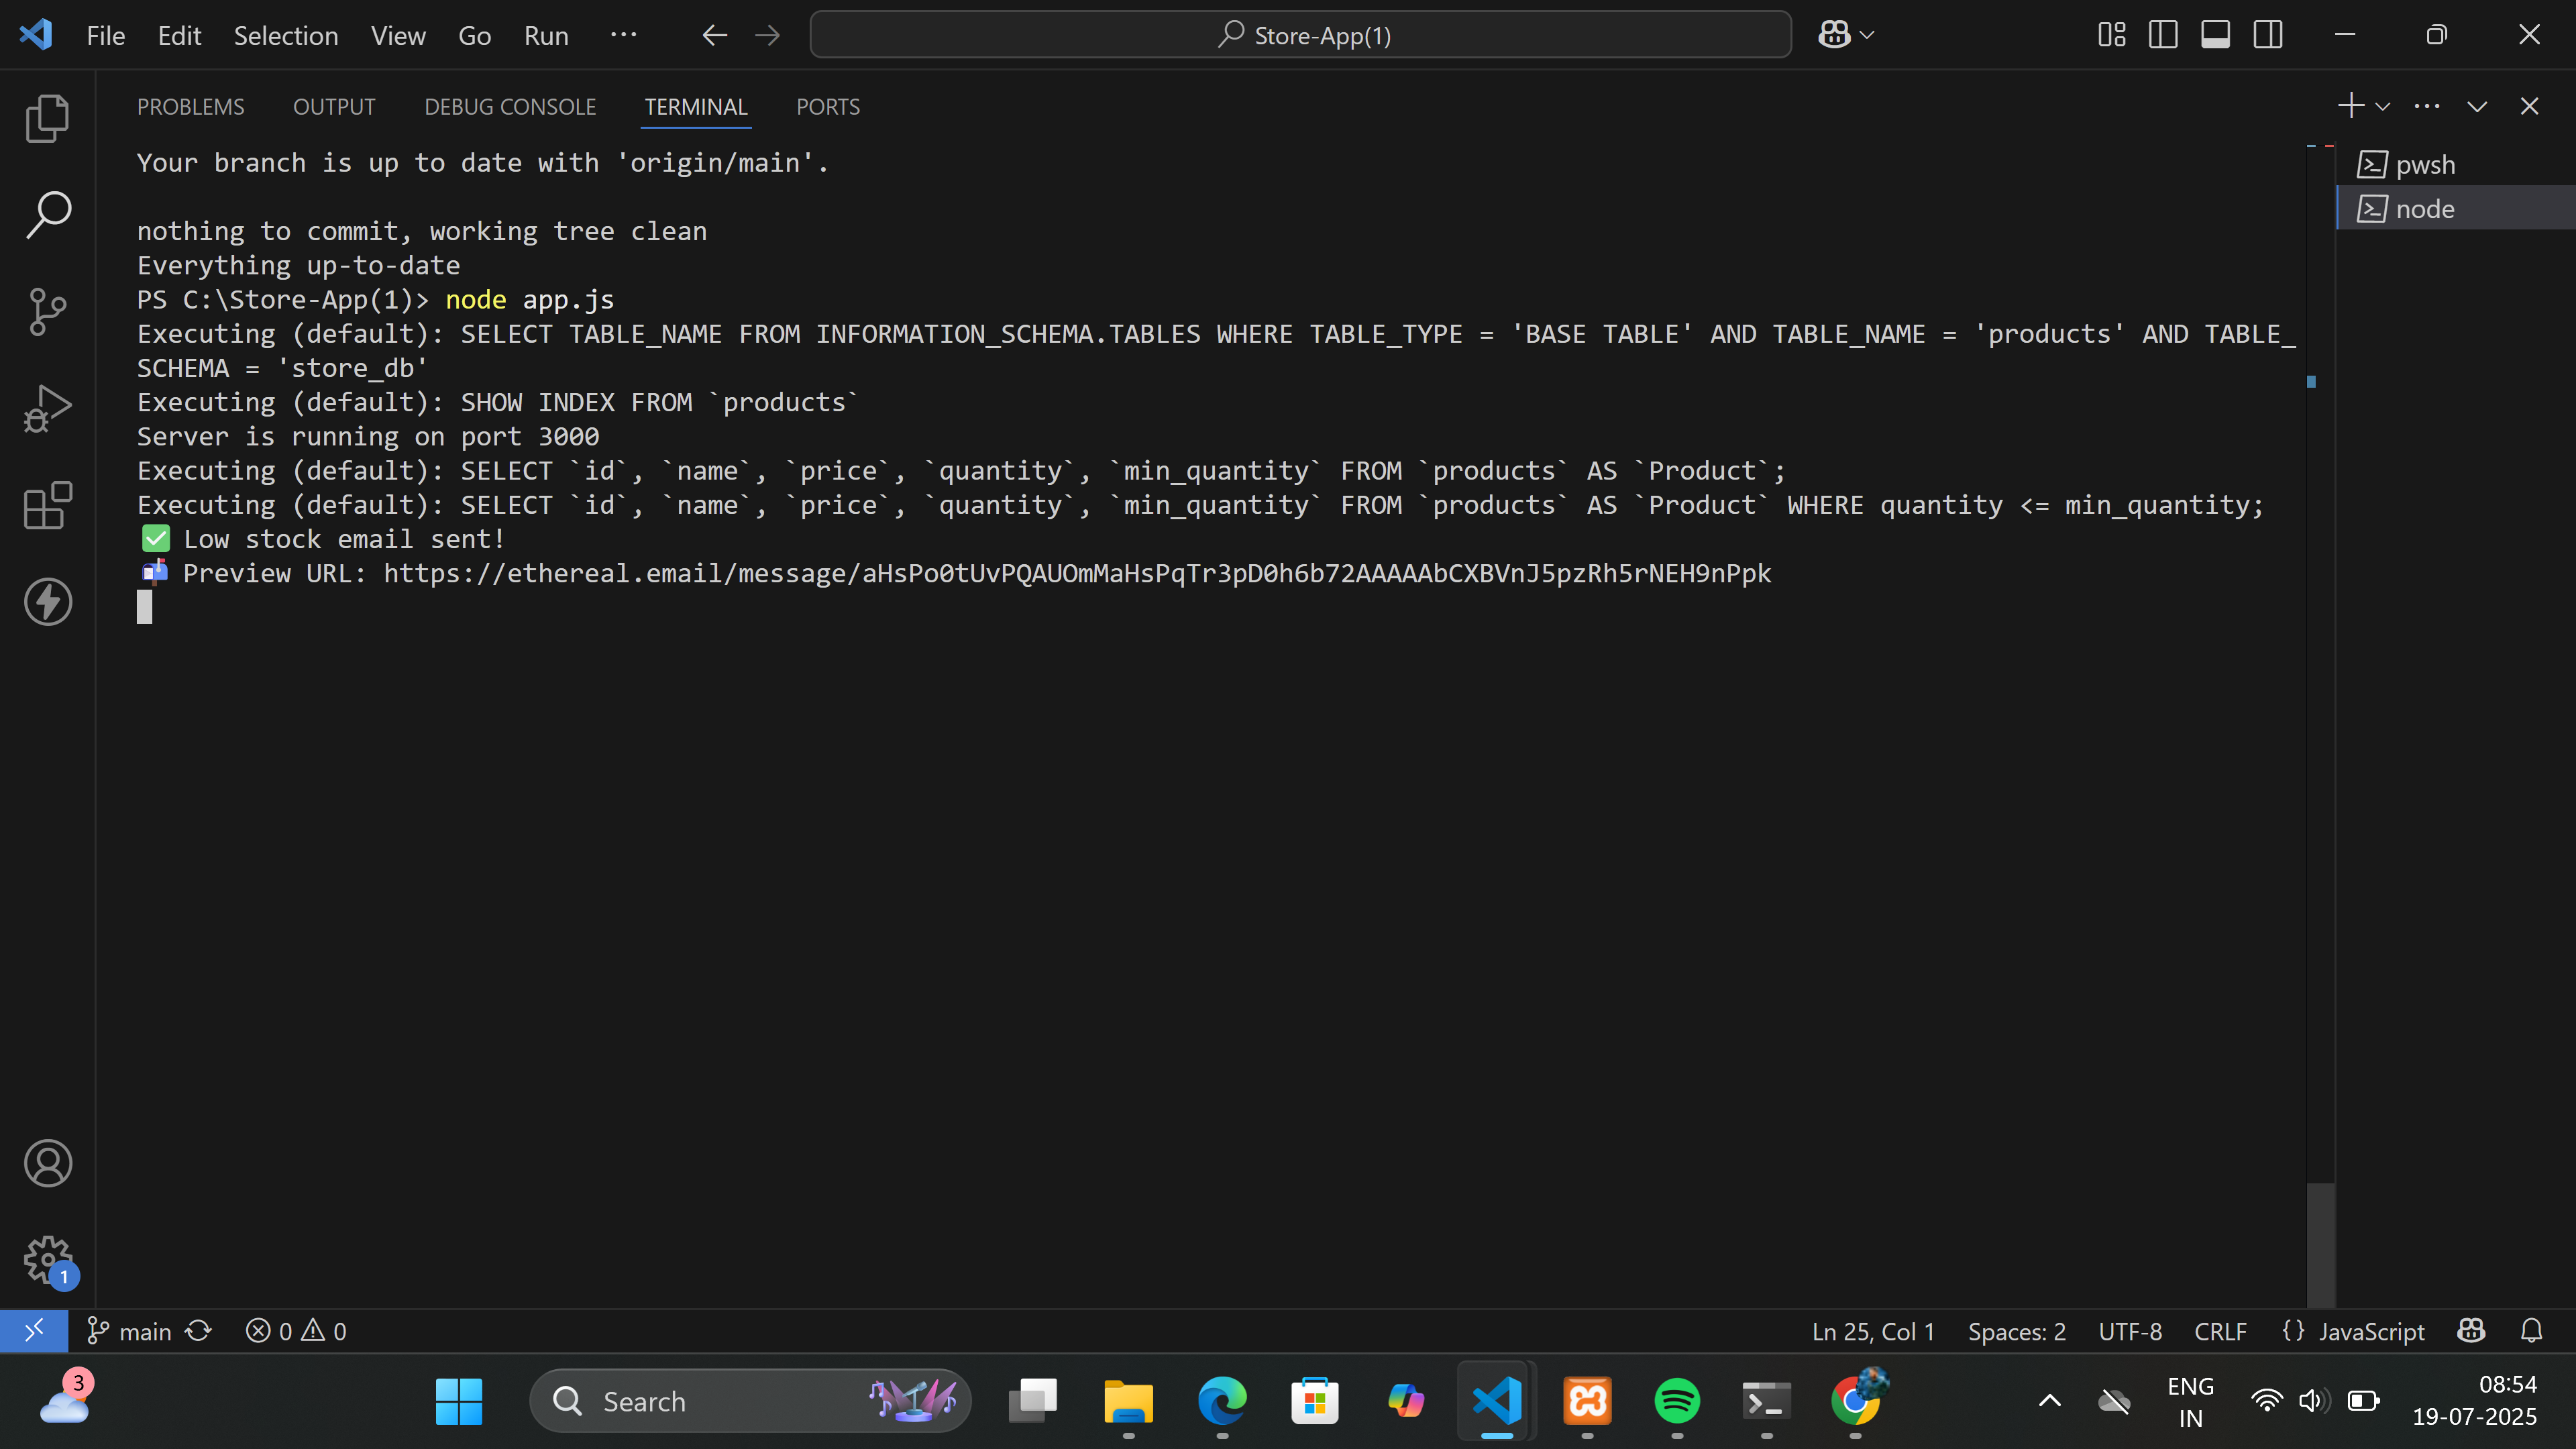 File Edit Selection View Go Run ··· Store-App(1)
PROBLEMS OUTPUT DEBUG CONSOLE TERMINAL PORTS
Your branch is up to date with 'origin/main'.
nothing to commit, working tree clean
Everything up-to-date
PS C:\Store-App(1)> node app.js
Executing (default): SELECT TABLE_NAME FROM INFORMATION_SCHEMA.TABLES WHERE TABLE_TYPE = 'BASE TABLE' AND TABLE_NAME = 'products' AND TABLE_
SCHEMA = 'store_db'
Executing (default): SHOW INDEX FROM `products`
Server is running on port 3000
Executing (default): SELECT `id`, `name`, `price`, `quantity`, `min_quantity` FROM `products` AS `Product`;
Executing (default): SELECT `id`, `name`, `price`, `quantity`, `min_quantity` FROM `products` AS `Product` WHERE quantity <= min_quantity;
✅ Low stock email sent!
📬 Preview URL: https://ethereal.email/message/aHsPo0tUvPQAUOmMaHsPqTr3pD0h6b72AAAAAbCXBVnJ5pzRh5rNEH9nPpk
pwsh
node
1
main 0 0 Ln 25, Col 1 Spaces: 2 UTF-8 CRLF {} JavaScript
3 Search ENG 08:54
IN 19-07-2025